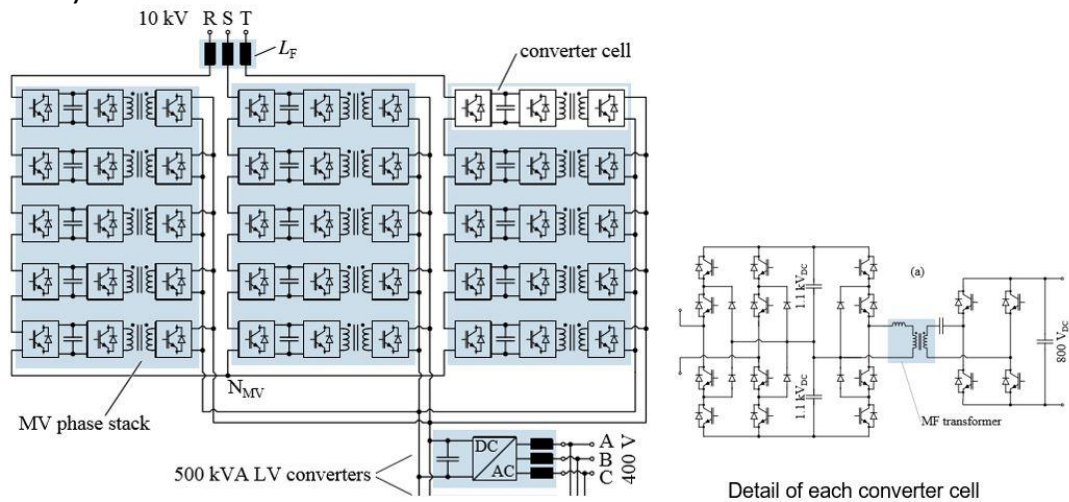 10 kV R S T
L_F
converter cell
(a)
1.1 kV_DC
1.1 kV_DC
800 V_DC
MF transformer
N_MV
MV phase stack
DC
AC
A
B
C
400 V
500 kVA LV converters
Detail of each converter cell